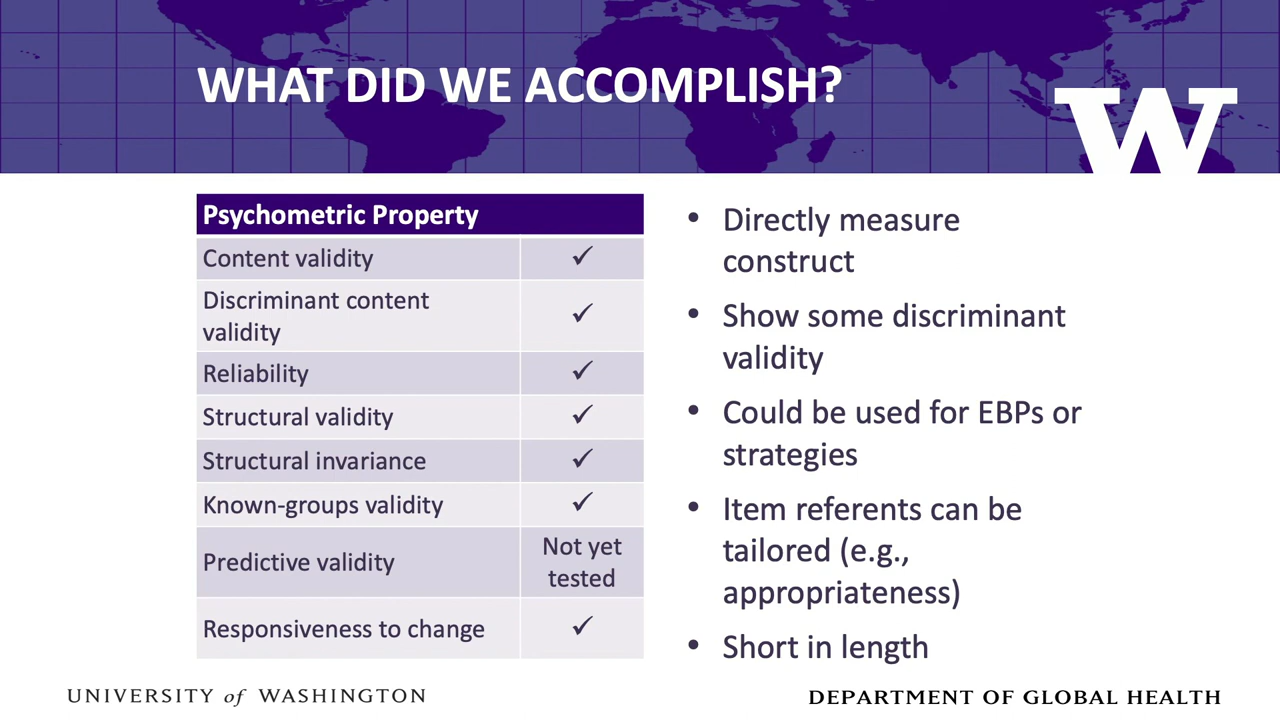 WHAT DID WE ACCOMPLISH?
W
Psychometric Property
Content validity ✓
Discriminant content
validity ✓
Reliability ✓
Structural validity ✓
Structural invariance ✓
Known-groups validity ✓
Predictive validity
Not yet
tested
Responsiveness to change ✓
• Directly measure
construct
• Show some discriminant
validity
• Could be used for EBPs or
strategies
• Item referents can be
tailored (e.g.,
appropriateness)
• Short in length
UNIVERSITY of WASHINGTON
DEPARTMENT OF GLOBAL HEALTH